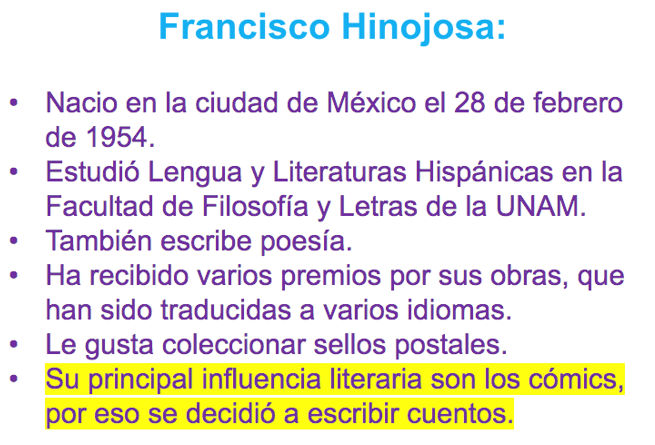 Francisco Hinojosa:
• Nacio en la ciudad de México el 28 de febrero
de 1954.
• Estudió Lengua y Literaturas Hispánicas en la
Facultad de Filosofía y Letras de la UNAM.
• También escribe poesía.
• Ha recibido varios premios por sus obras, que
han sido traducidas a varios idiomas.
• Le gusta coleccionar sellos postales.
• Su principal influencia literaria son los cómics,
por eso se decidió a escribir cuentos.